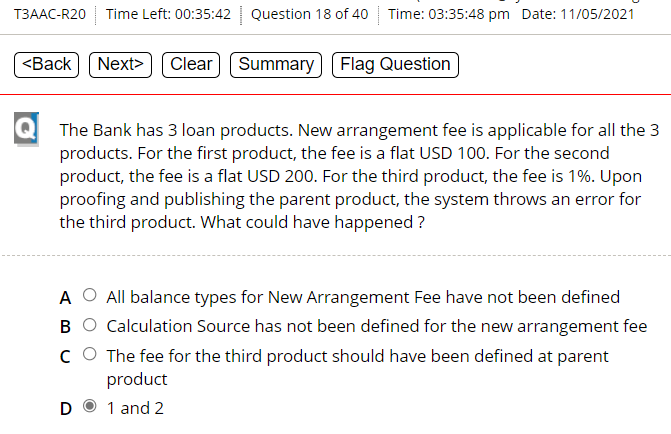 T3AAC-R20 Time Left: 00:35:42 Question 18 of 40 Time: 03:35:48 pm Date: 11/05/2021
<Back Next> Clear Summary Flag Question
Q The Bank has 3 loan products. New arrangement fee is applicable for all the 3
products. For the first product, the fee is a flat USD 100. For the second
product, the fee is a flat USD 200. For the third product, the fee is 1%. Upon
proofing and publishing the parent product, the system throws an error for
the third product. What could have happened ?
A All balance types for New Arrangement Fee have not been defined
B Calculation Source has not been defined for the new arrangement fee
C The fee for the third product should have been defined at parent
product
D 1 and 2